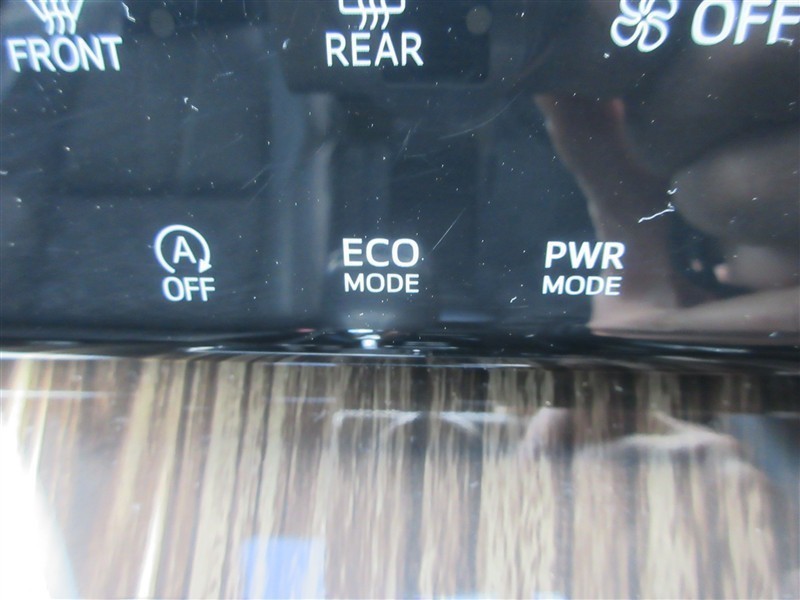 FRONT
REAR
OFF
A
OFF
ECO
MODE
PWR
MODE